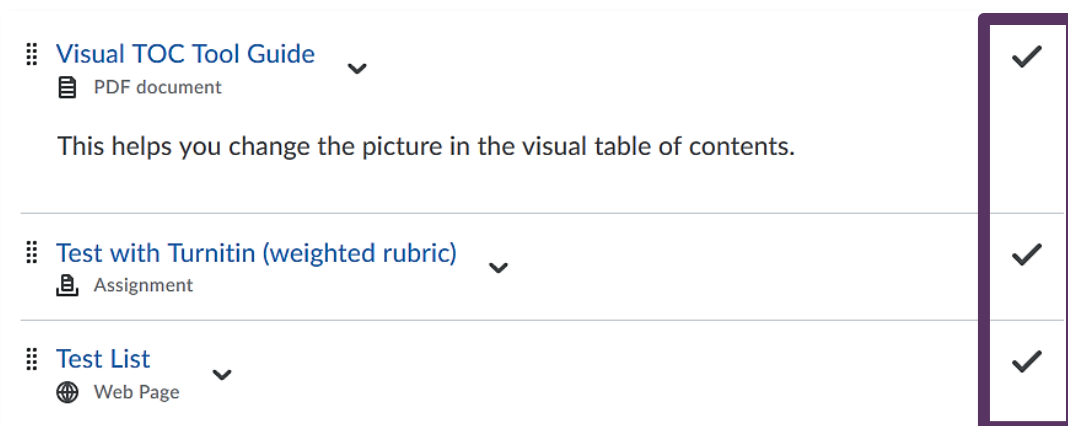 Visual TOC Tool Guide
PDF document
This helps you change the picture in the visual table of contents.
Test with Turnitin (weighted rubric)
Assignment
Test List
Web Page